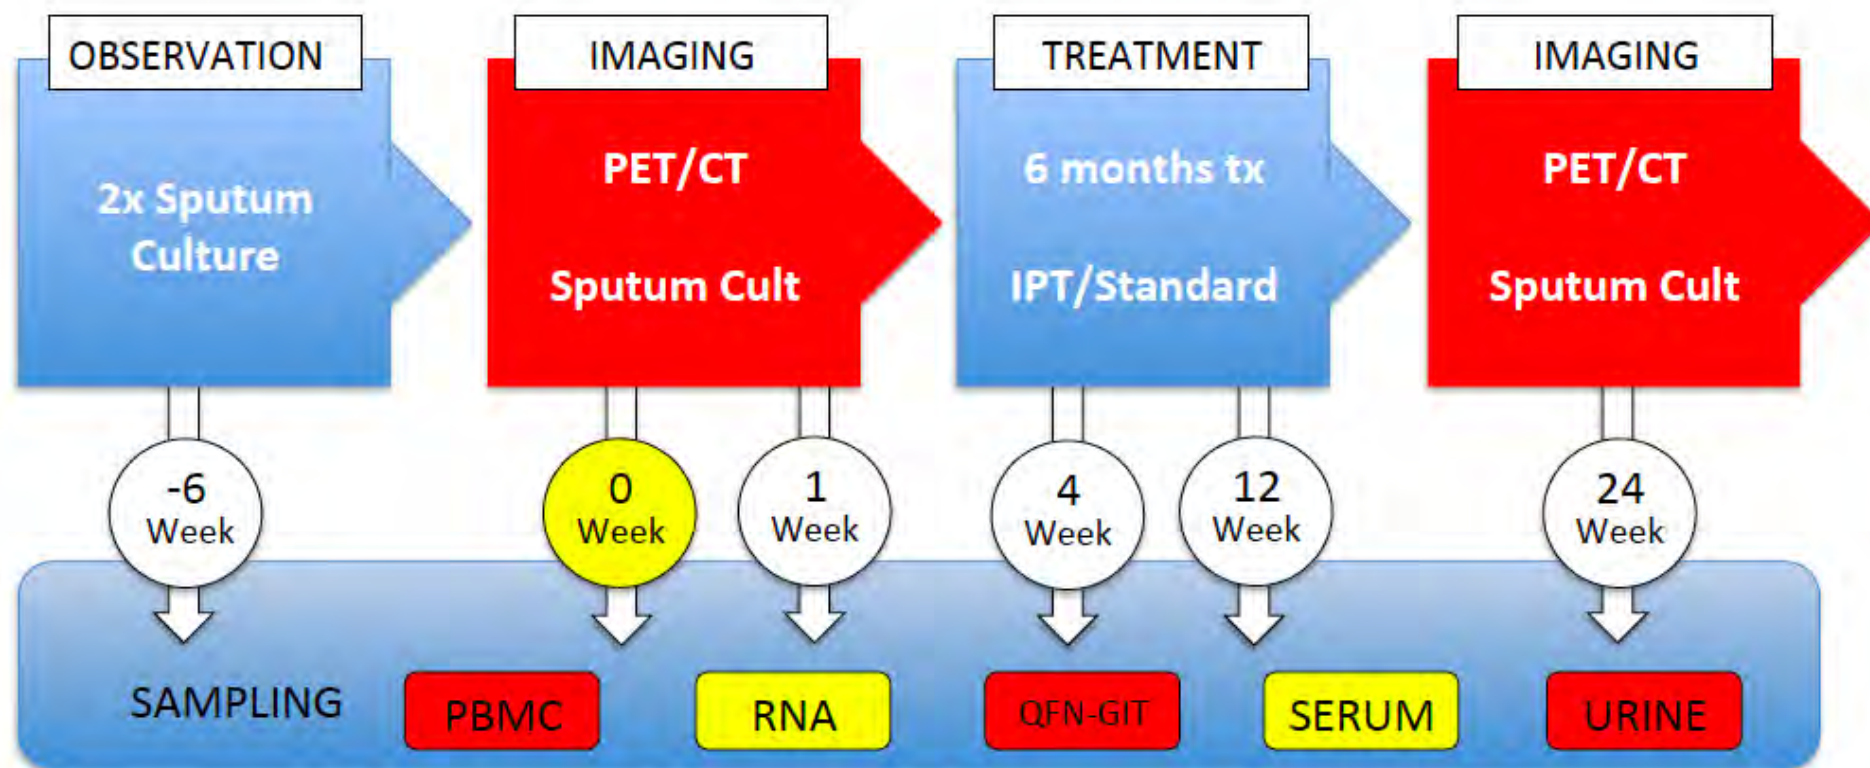 OBSERVATION
2x Sputum
Culture
IMAGING
PET/CT
Sputum Cult
TREATMENT
6 months tx
IPT/Standard
IMAGING
PET/CT
Sputum Cult
-6
Week
0
Week
1
Week
4
Week
12
Week
24
Week
SAMPLING
PBMC
RNA
QFN-GIT
SERUM
URINE